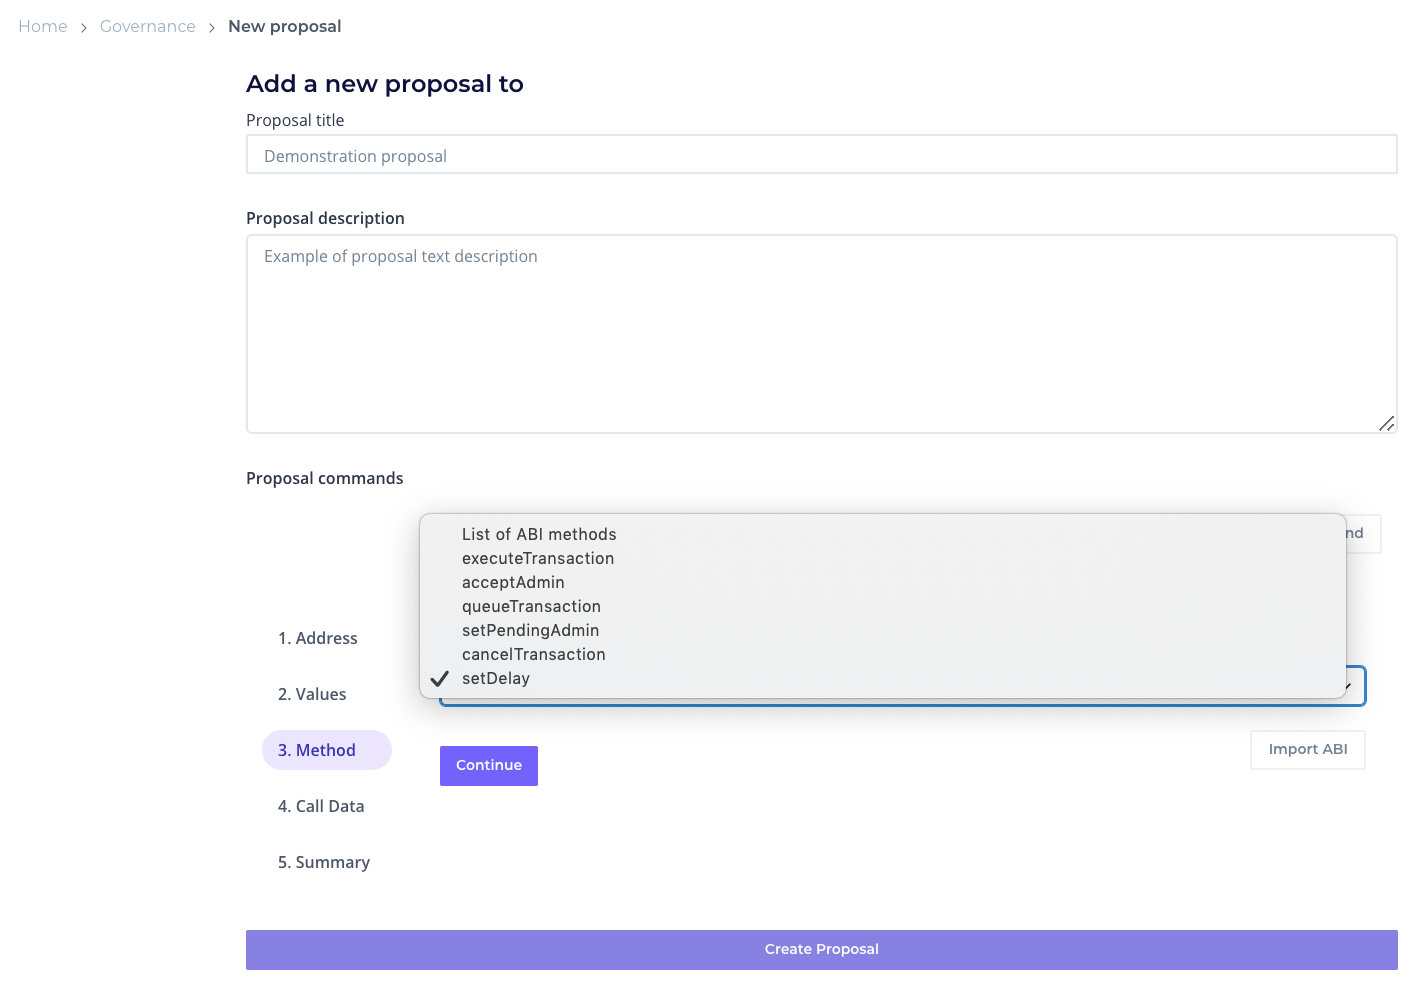 Home > Governance > New proposal
Add a new proposal to
Proposal title
Demonstration proposal
Proposal description
Example of proposal text description
Proposal commands
List of ABI methods
executeTransaction
acceptAdmin
queueTransaction
setPendingAdmin
cancelTransaction
setDelay
1. Address
2. Values
3. Method
4. Call Data
5. Summary
Continue
Import ABI
Create Proposal